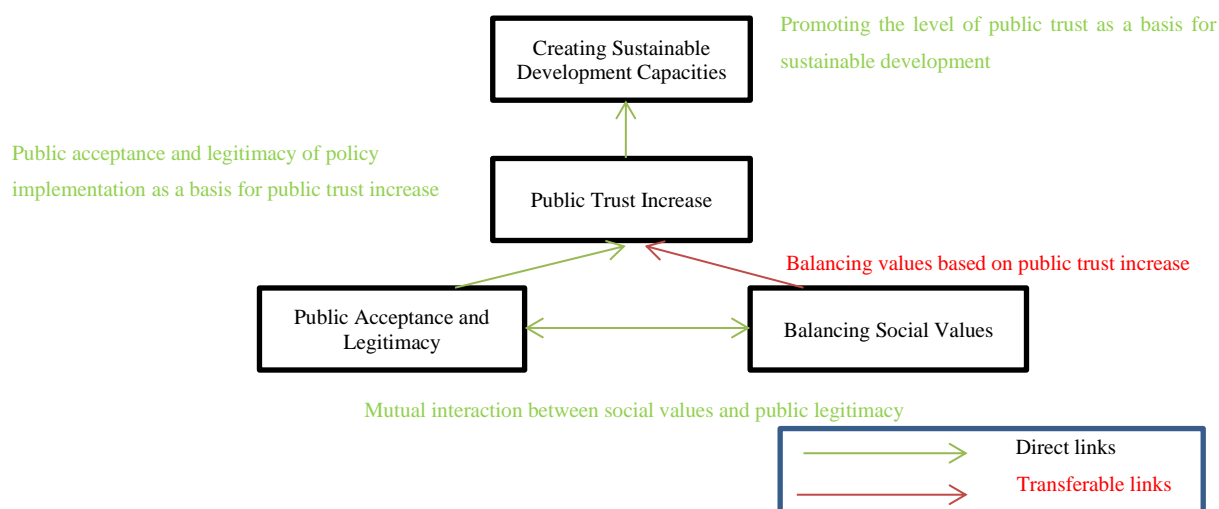 Promoting the level of public trust as a basis for
sustainable development
Creating Sustainable
Development Capacities
Public acceptance and legitimacy of policy
implementation as a basis for public trust increase
Public Trust Increase
Balancing values based on public trust increase
Public Acceptance and
Legitimacy
Balancing Social Values
Mutual interaction between social values and public legitimacy
Direct links
Transferable links